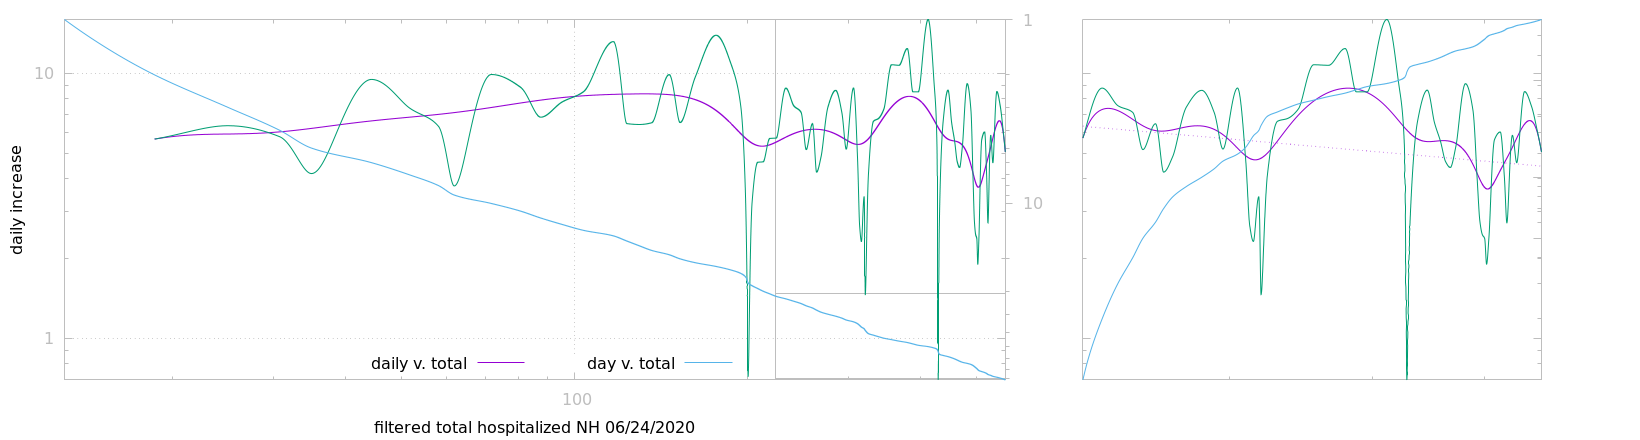 1
10
10
daily increase
1
daily v. total
day v. total
100
filtered total hospitalized NH 06/24/2020